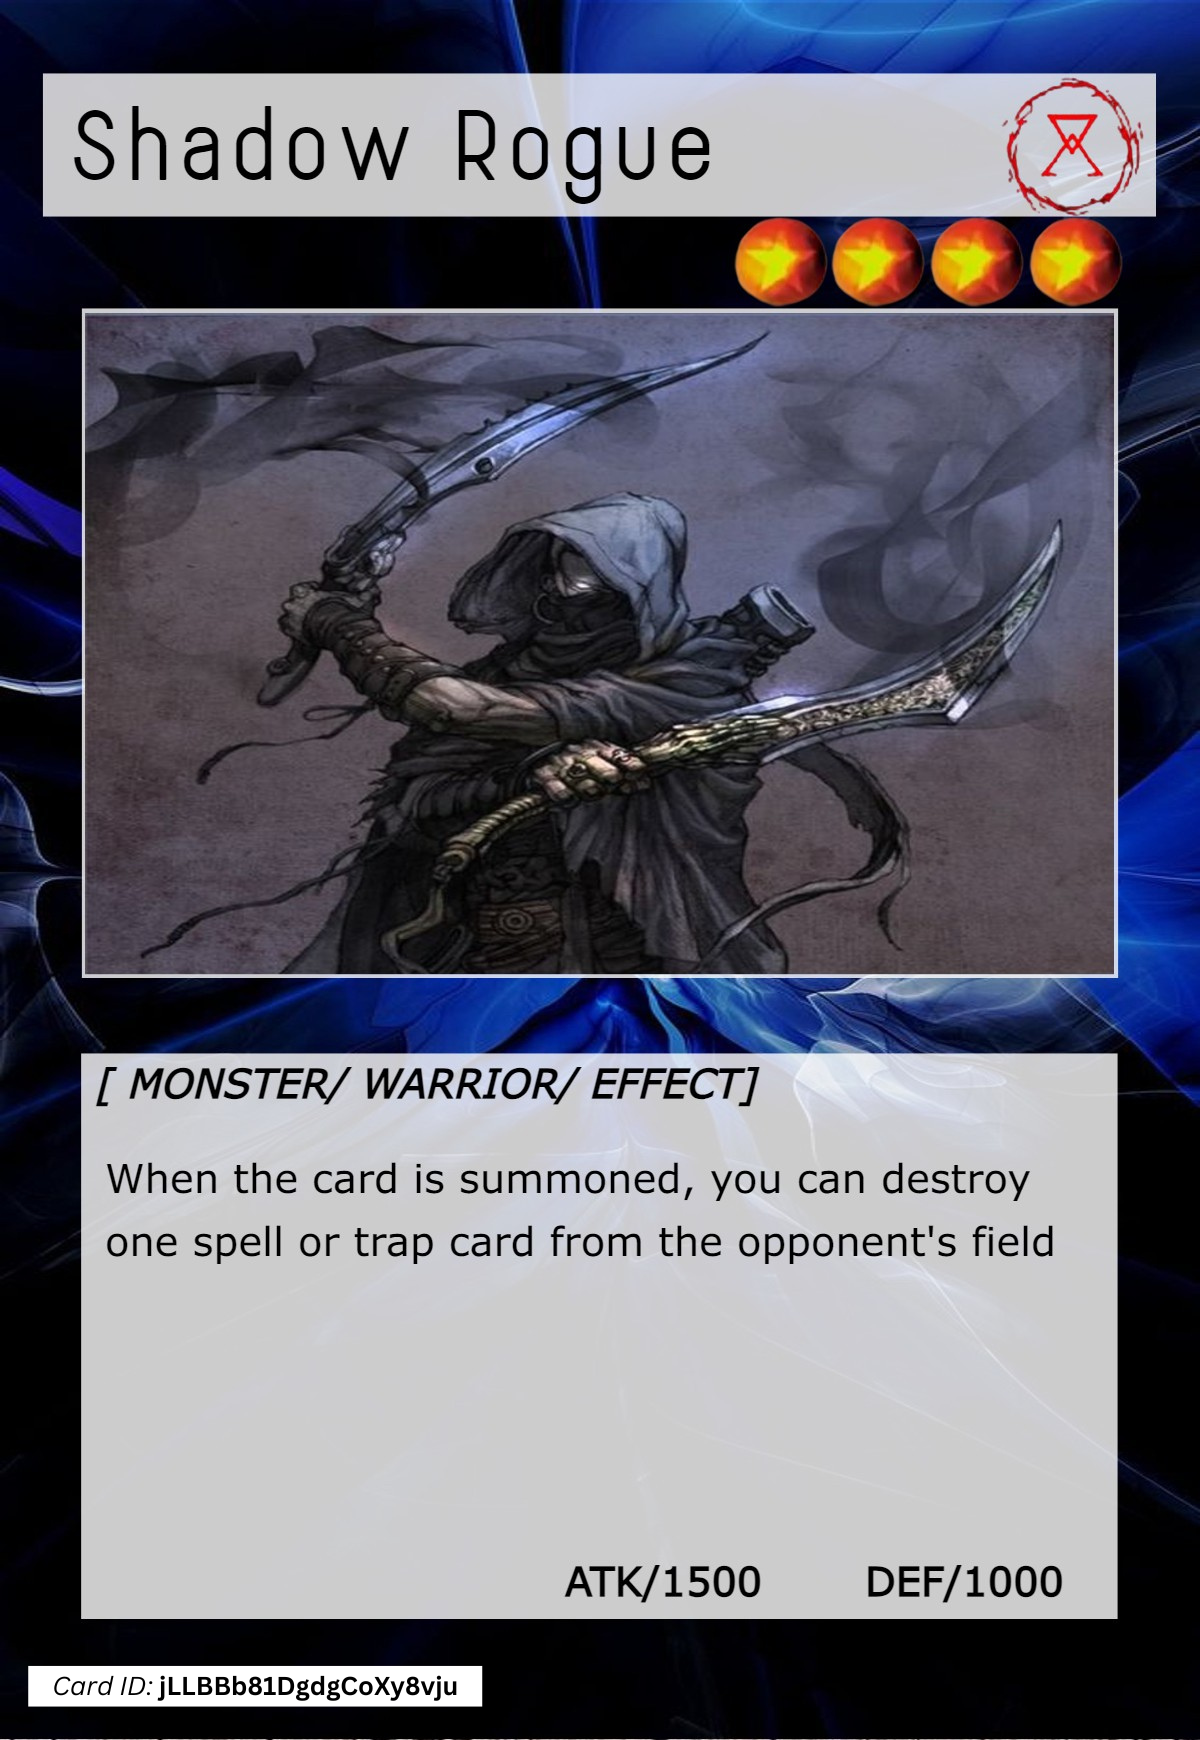 Shadow Rogue
[ MONSTER/ WARRIOR/ EFFECT]
When the card is summoned, you can destroy
one spell or trap card from the opponent's field
ATK/1500 DEF/1000
Card ID: jLLBBb81DgdgCoXy8vju